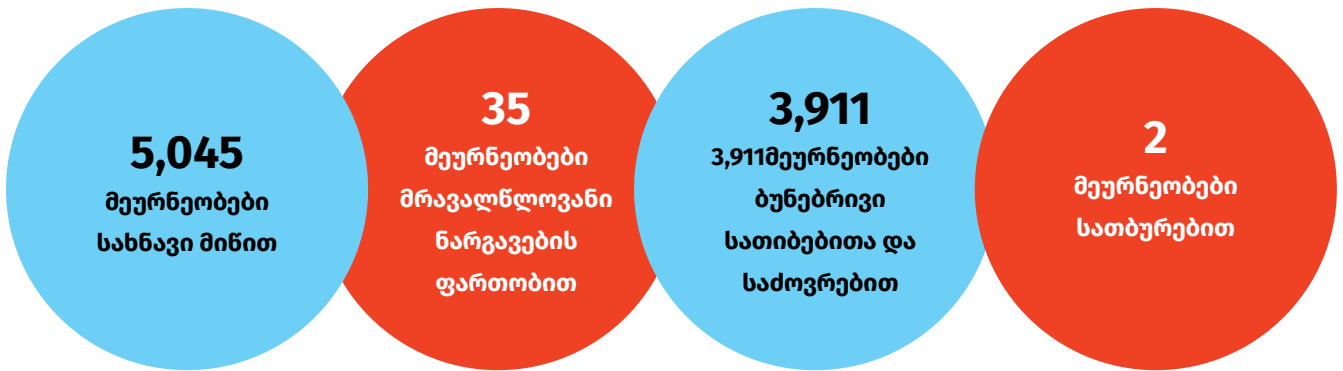 5,045
მეურნეობები
სახნავი მიწით
35
მეურნეობები
მრავალწლოვანი
ნარგავების
ფართობით
3,911
3,911მეურნეობები
ბუნებრივი
სათიბებითა და
საძოვრებით
2
მეურნეობები
სათბურებით